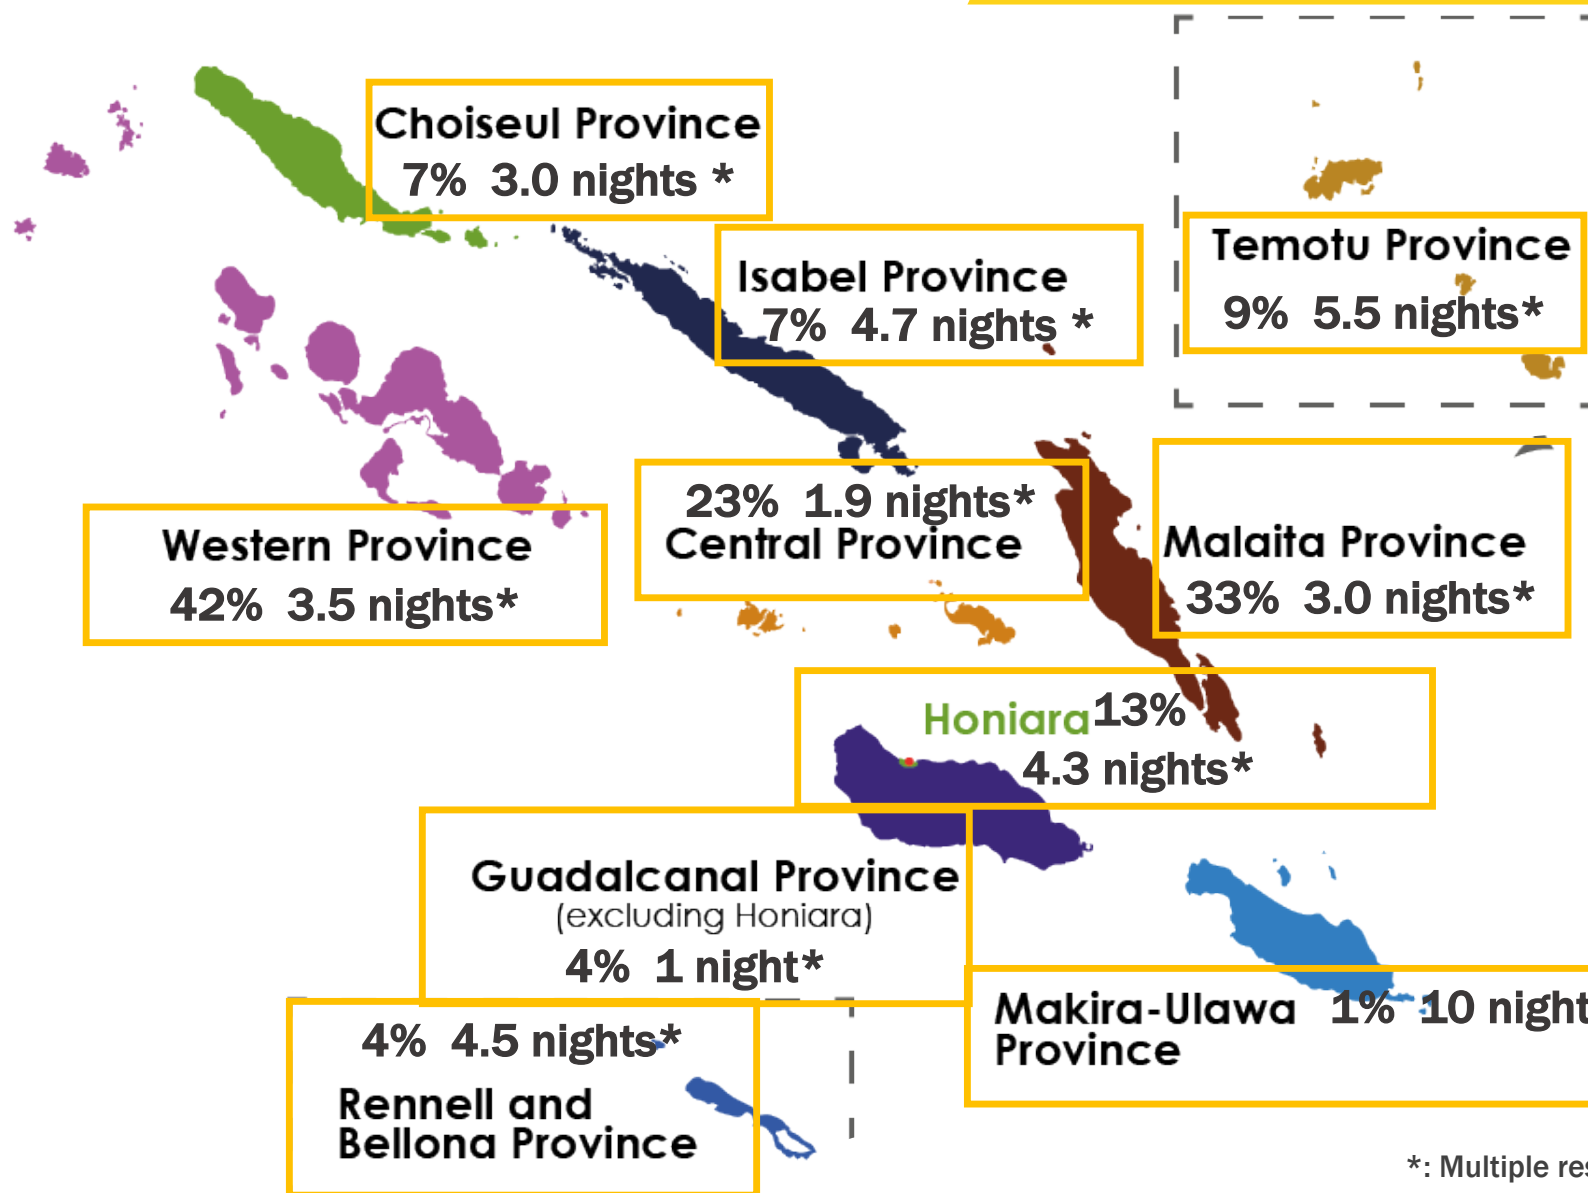 Choiseul Province
7% 3.0 nights *
Isabel Province
7% 4.7 nights *
Temotu Province
9% 5.5 nights*
23% 1.9 nights*
Central Province
Western Province
42% 3.5 nights*
Malaita Province
33% 3.0 nights*
Honiara 13%
4.3 nights*
Guadalcanal Province
(excluding Honiara)
4% 1 night*
Makira-Ulawa 1% 10 night
Province
4% 4.5 nights*
Rennell and
Bellona Province
*: Multiple